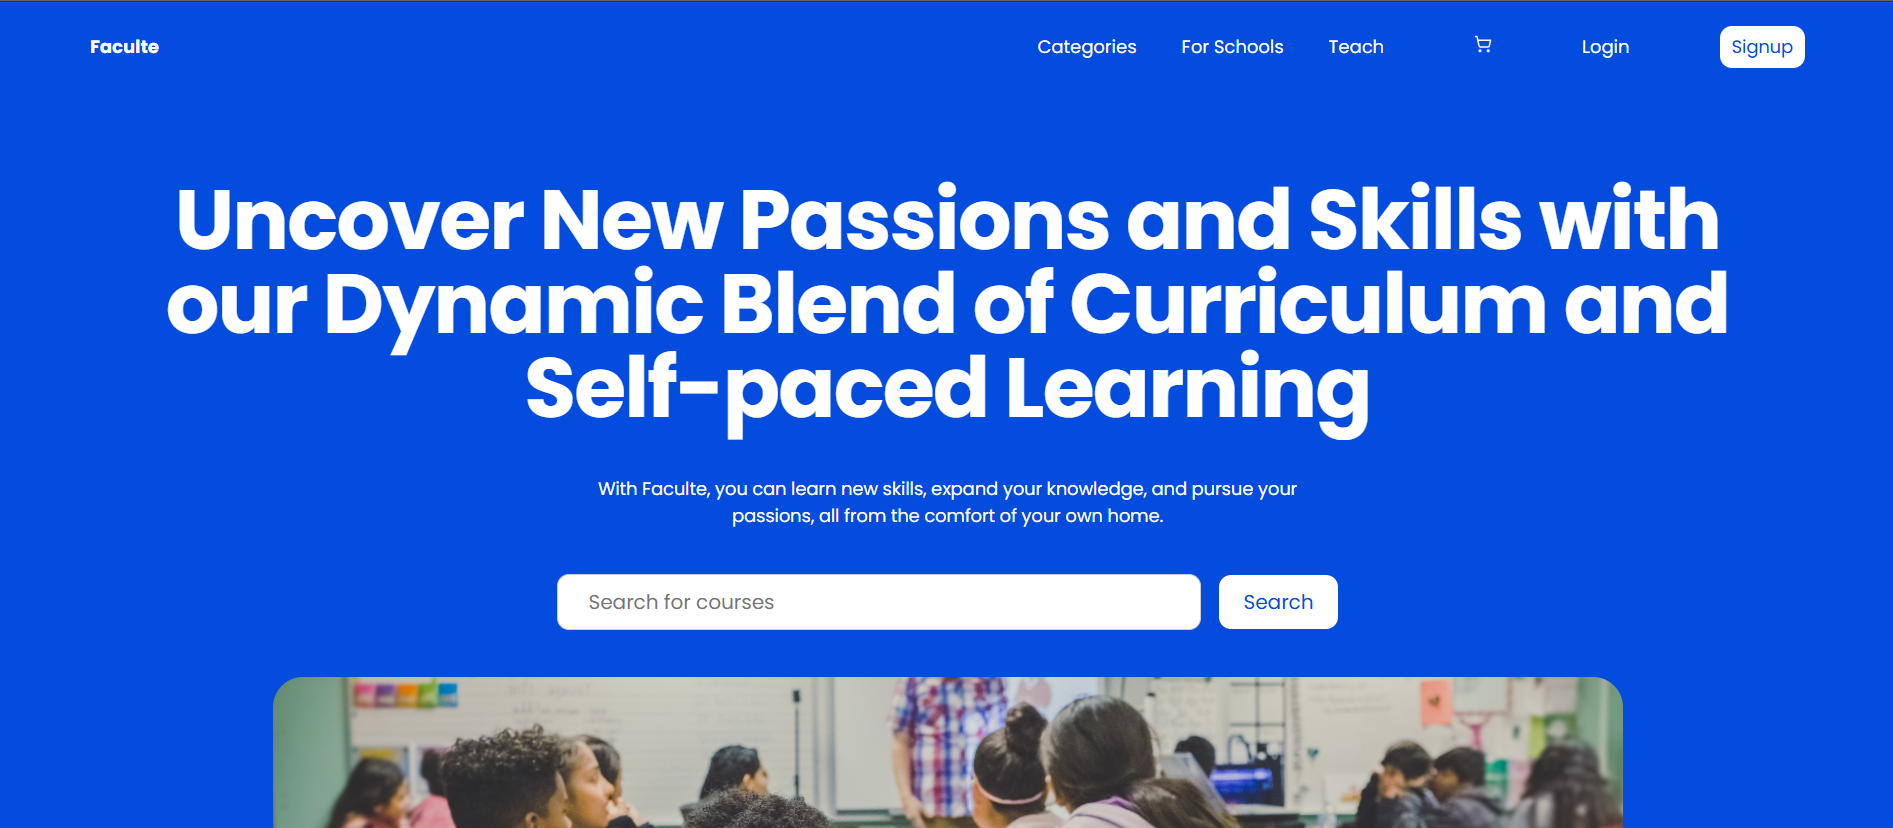 Faculte
Categories For Schools Teach Login Signup
Uncover New Passions and Skills with
our Dynamic Blend of Curriculum and
Self-paced Learning
With Faculte, you can learn new skills, expand your knowledge, and pursue your
passions, all from the comfort of your own home.
Search for courses
Search